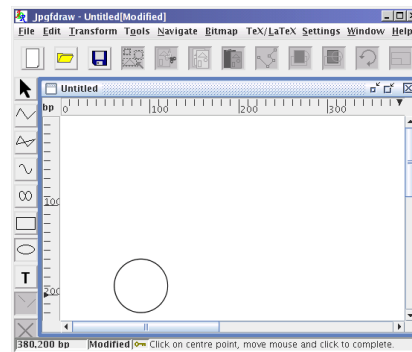 Jpgfdraw - Untitled[Modified]
File Edit Transform Tools Navigate Bitmap TeX/LaTeX Settings Window Help
Untitled
bp 0 100 200 300
100
T
200
380,200 bp Modified Click on centre point, move mouse and click to complete.